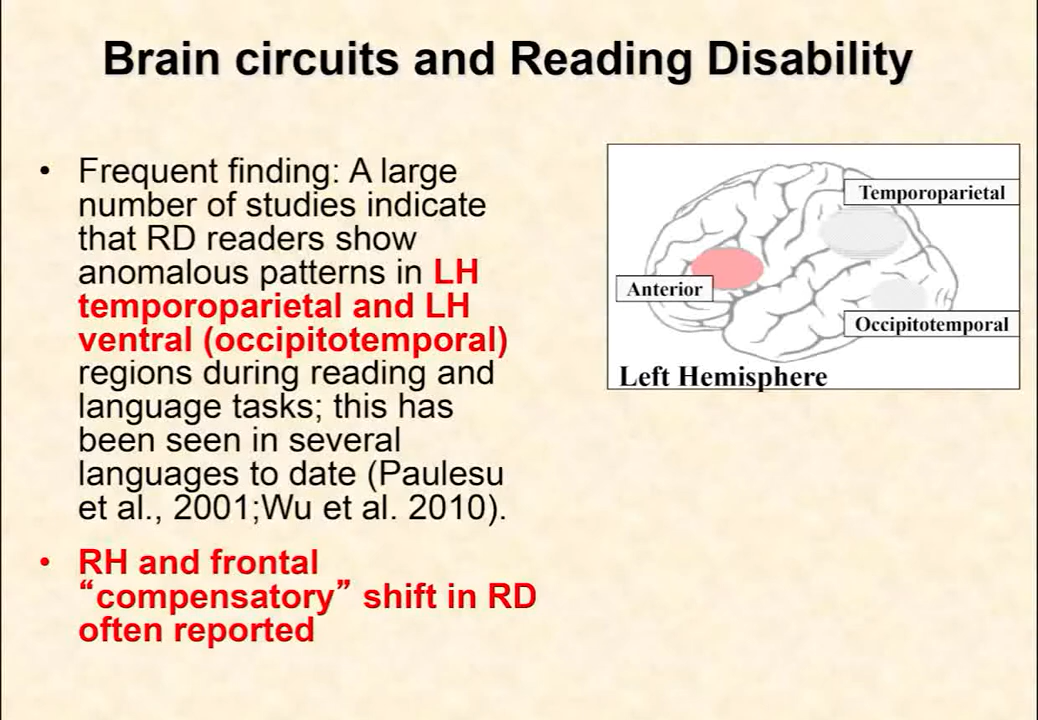 Brain circuits and Reading Disability
• Frequent finding: A large
number of studies indicate
that RD readers show
anomalous patterns in LH
temporoparietal and LH
ventral (occipitotemporal)
regions during reading and
language tasks; this has
been seen in several
languages to date (Paulesu
et al., 2001;Wu et al. 2010).
• RH and frontal
“compensatory” shift in RD
often reported
Temporoparietal
Anterior
Occipitotemporal
Left Hemisphere